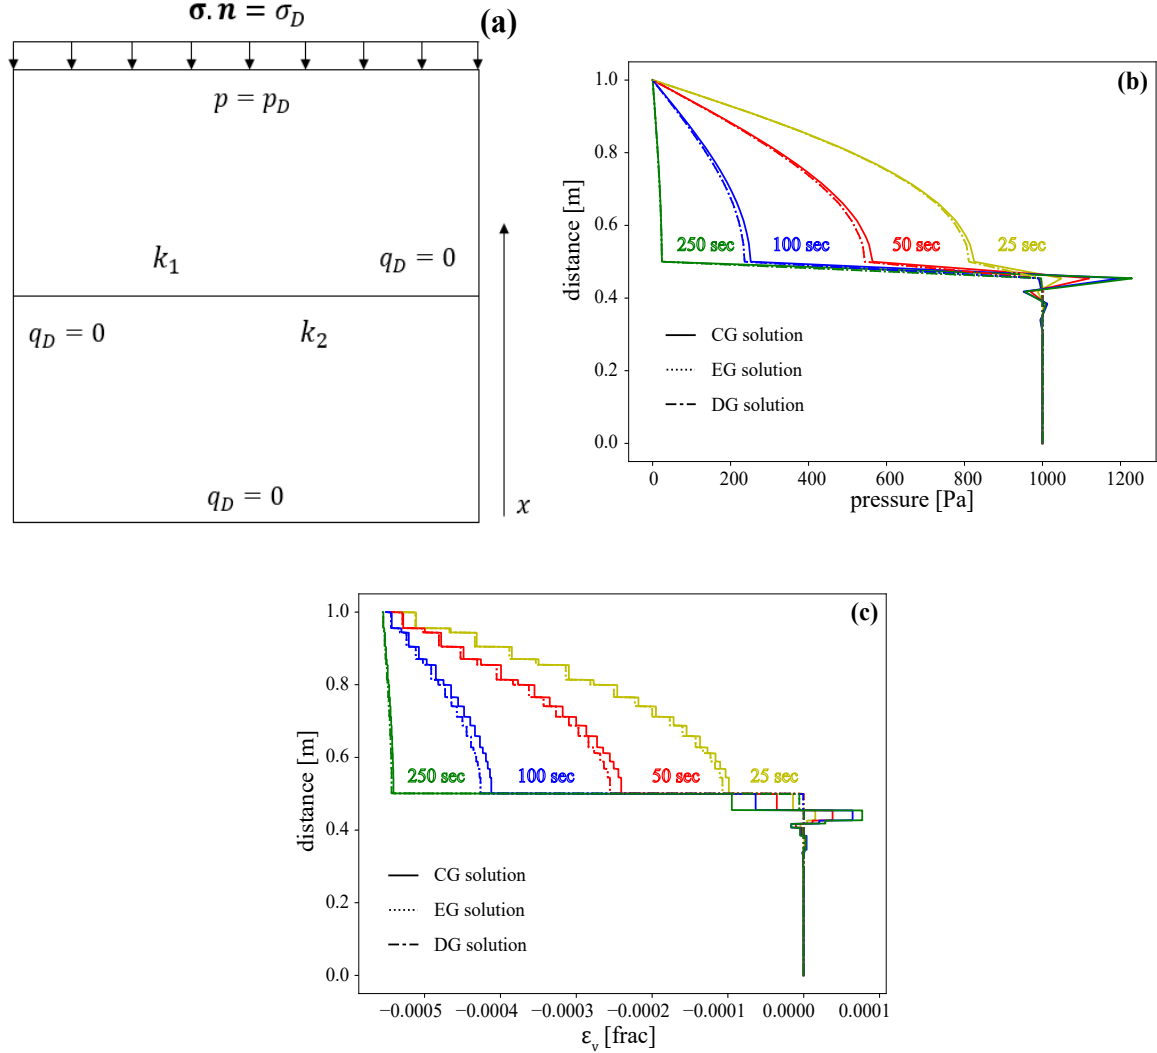 σ.n = σ_D
(a)
p = p_D
k_1
q_D = 0
q_D = 0
k_2
q_D = 0
x
(b)
1.0
0.8
0.6
0.4
0.2
0.0
distance [m]
250 sec
100 sec
50 sec
25 sec
CG solution
EG solution
DG solution
0
200
400
600
800
1000
1200
pressure [Pa]
(c)
1.0
0.8
0.6
0.4
0.2
0.0
distance [m]
250 sec
100 sec
50 sec
25 sec
CG solution
EG solution
DG solution
−0.0005
−0.0004
−0.0003
−0.0002
−0.0001
0.0000
0.0001
ε_v [frac]